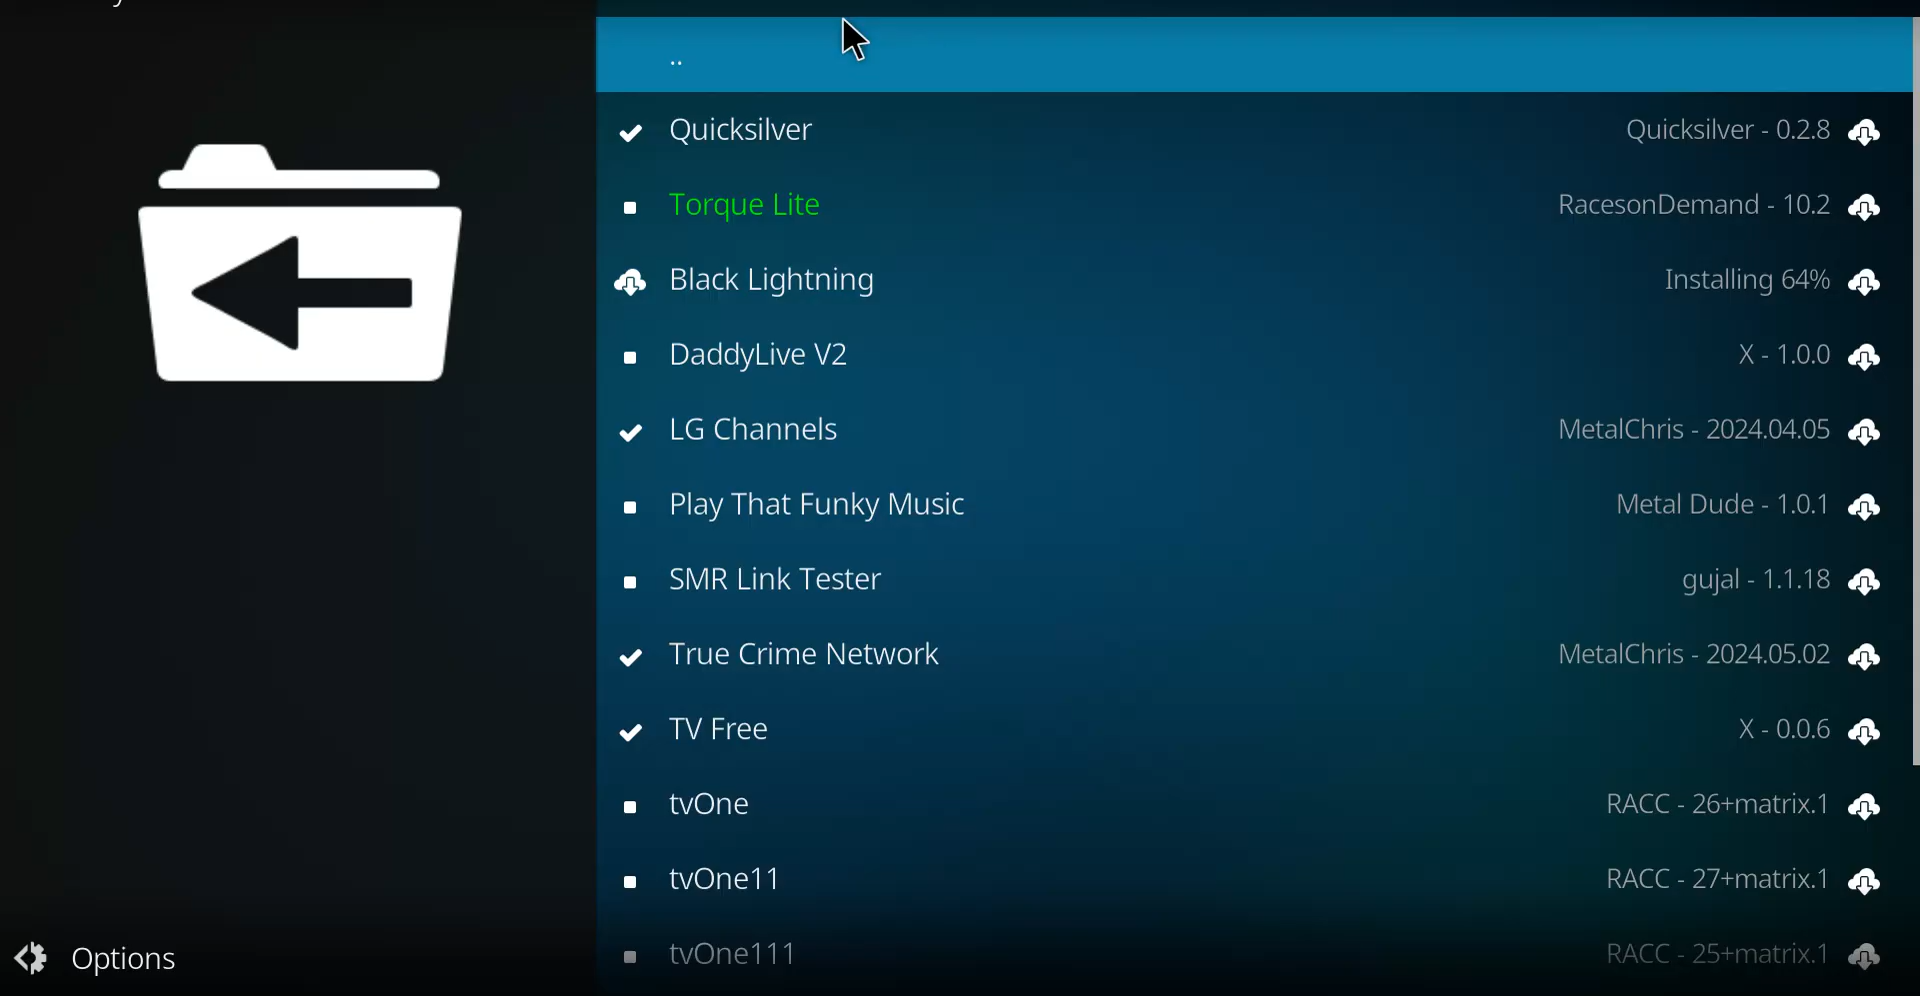 ..
Quicksilver Quicksilver - 0.2.8
Torque Lite RacesonDemand - 10.2
Black Lightning Installing 64%
DaddyLive V2 X - 1.0.0
LG Channels MetalChris - 2024.04.05
Play That Funky Music Metal Dude - 1.0.1
SMR Link Tester gujal - 1.1.18
True Crime Network MetalChris - 2024.05.02
TV Free X - 0.0.6
tvOne RACC - 26+matrix.1
tvOne11 RACC - 27+matrix.1
tvOne111 RACC - 25+matrix.1
Options